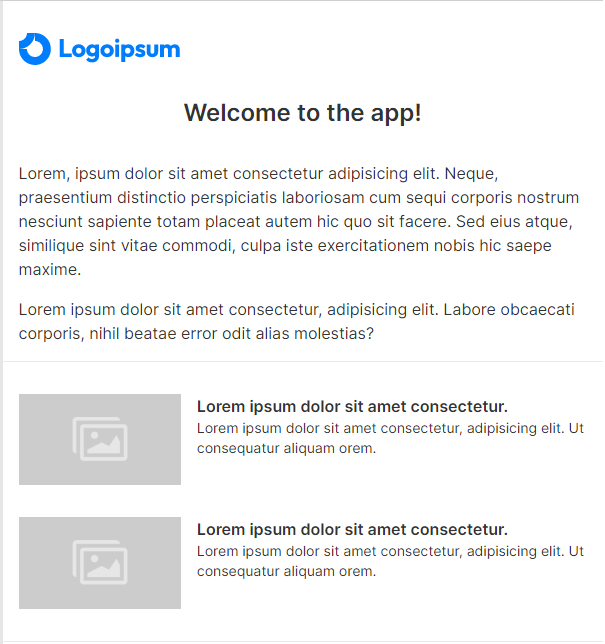 Logoipsum
Welcome to the app!
Lorem, ipsum dolor sit amet consectetur adipisicing elit. Neque,
praesentium distinctio perspiciatis laboriosam cum sequi corporis nostrum
nesciunt sapiente totam placeat autem hic quo sit facere. Sed eius atque,
similique sint vitae commodi, culpa iste exercitationem nobis hic saepe
maxime.
Lorem ipsum dolor sit amet consectetur, adipisicing elit. Labore obcaecati
corporis, nihil beatae error odit alias molestias?
Lorem ipsum dolor sit amet consectetur.
Lorem ipsum dolor sit amet consectetur, adipisicing elit. Ut
consequatur aliquam orem.
Lorem ipsum dolor sit amet consectetur.
Lorem ipsum dolor sit amet consectetur, adipisicing elit. Ut
consequatur aliquam orem.